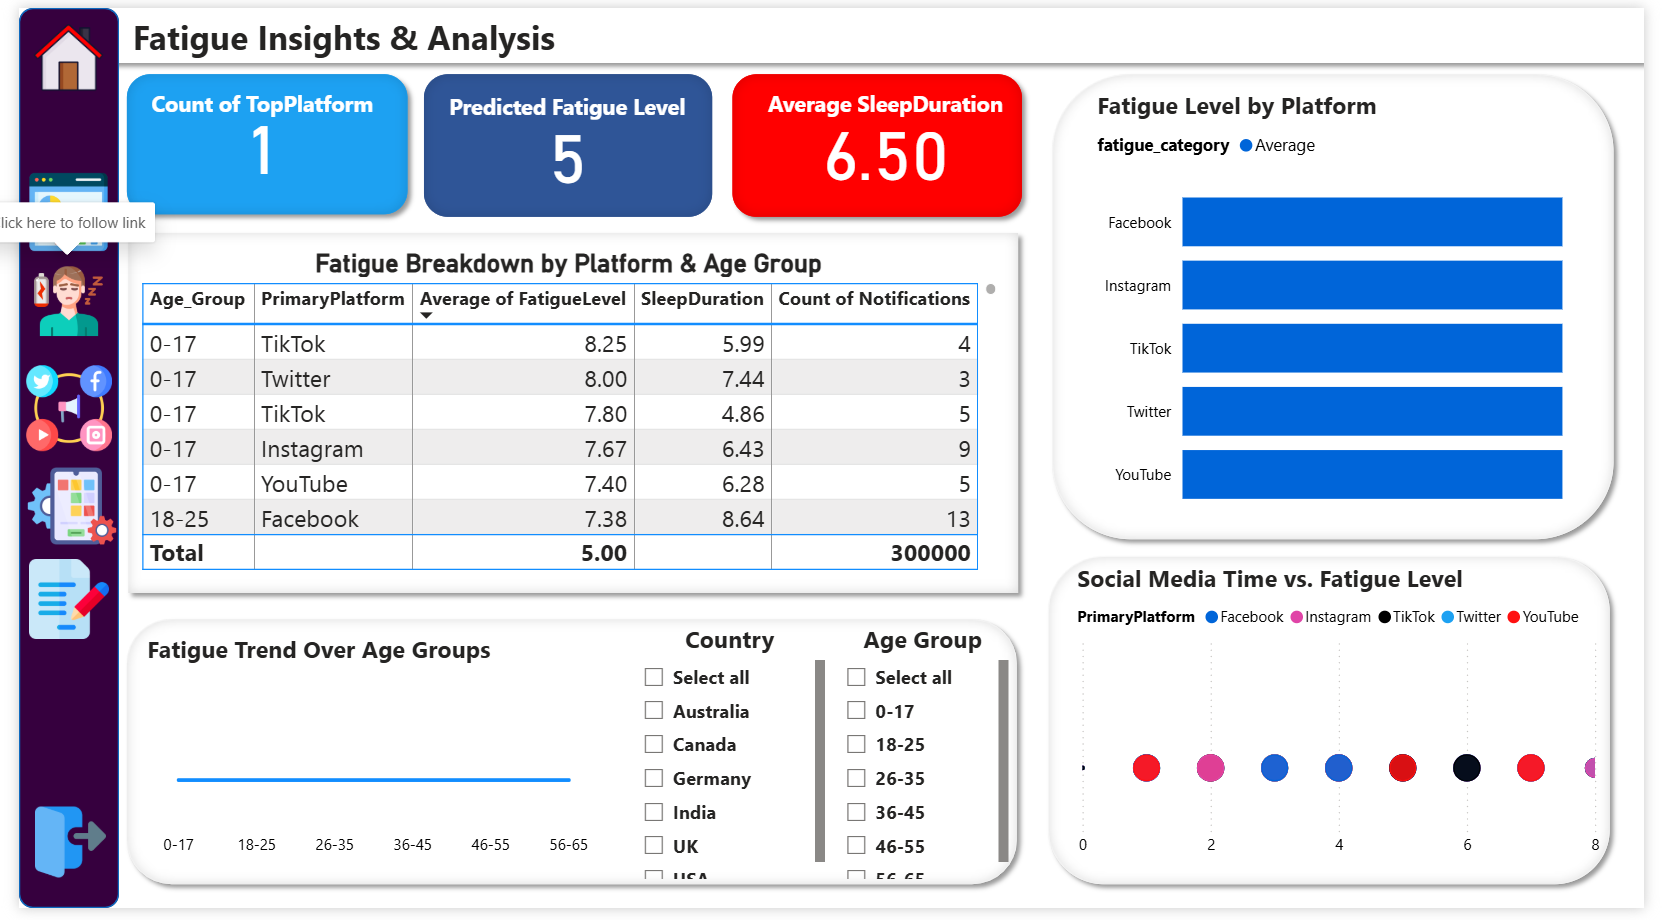 Fatigue Insights & Analysis
Count of TopPlatform
1
Predicted Fatigue Level
5
Average SleepDuration
6.50
lick here to follow link
Fatigue Breakdown by Platform & Age Group
Age_Group PrimaryPlatform Average of FatigueLevel SleepDuration Count of Notifications
0-17 TikTok 8.25 5.99 4
0-17 Twitter 8.00 7.44 3
0-17 TikTok 7.80 4.86 5
0-17 Instagram 7.67 6.43 9
0-17 YouTube 7.40 6.28 5
18-25 Facebook 7.38 8.64 13
Total 5.00 300000
Fatigue Level by Platform
fatigue_category Average
Facebook
Instagram
TikTok
Twitter
YouTube
Fatigue Trend Over Age Groups
0-17 18-25 26-35 36-45 46-55 56-65
Country
Select all
Australia
Canada
Germany
India
UK
USA
Age Group
Select all
0-17
18-25
26-35
36-45
46-55
56-65
Social Media Time vs. Fatigue Level
PrimaryPlatform Facebook Instagram TikTok Twitter YouTube
0 2 4 6 8